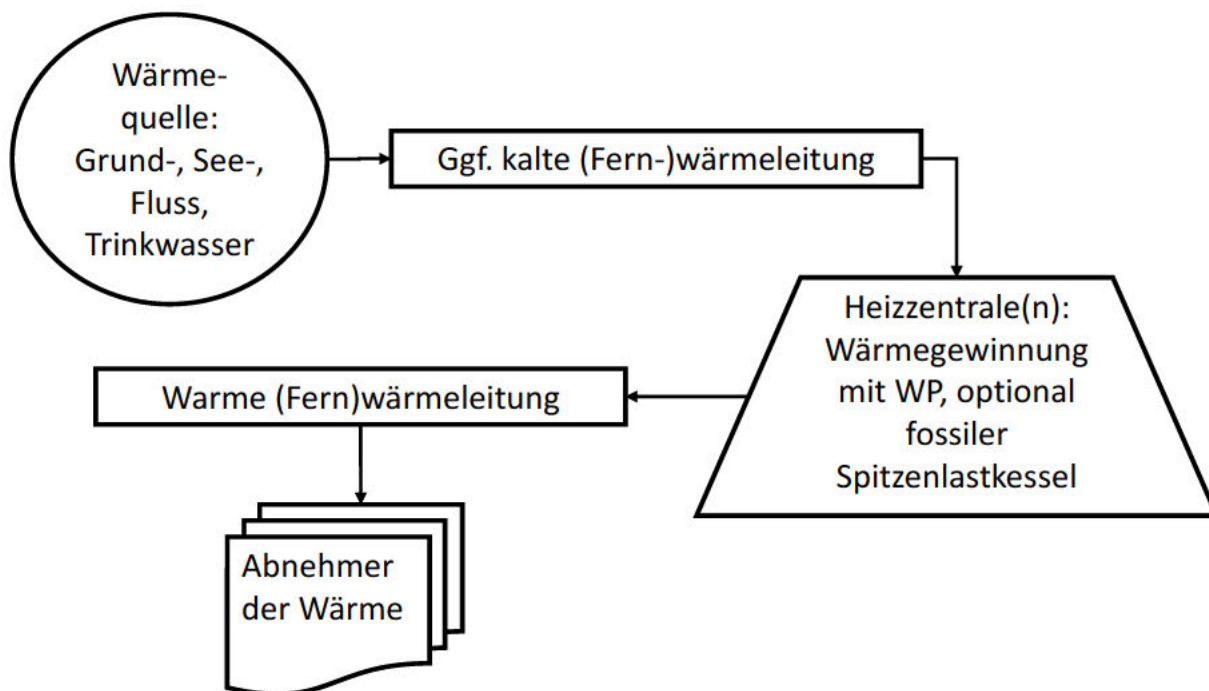 Wärme-
quelle:
Grund-, See-,
Fluss,
Trinkwasser
Ggf. kalte (Fern-)wärmeleitung
Heizzentrale(n):
Wärmegewinnung
mit WP, optional
fossiler
Spitzenlastkessel
Warme (Fern)wärmeleitung
Abnehmer
der Wärme